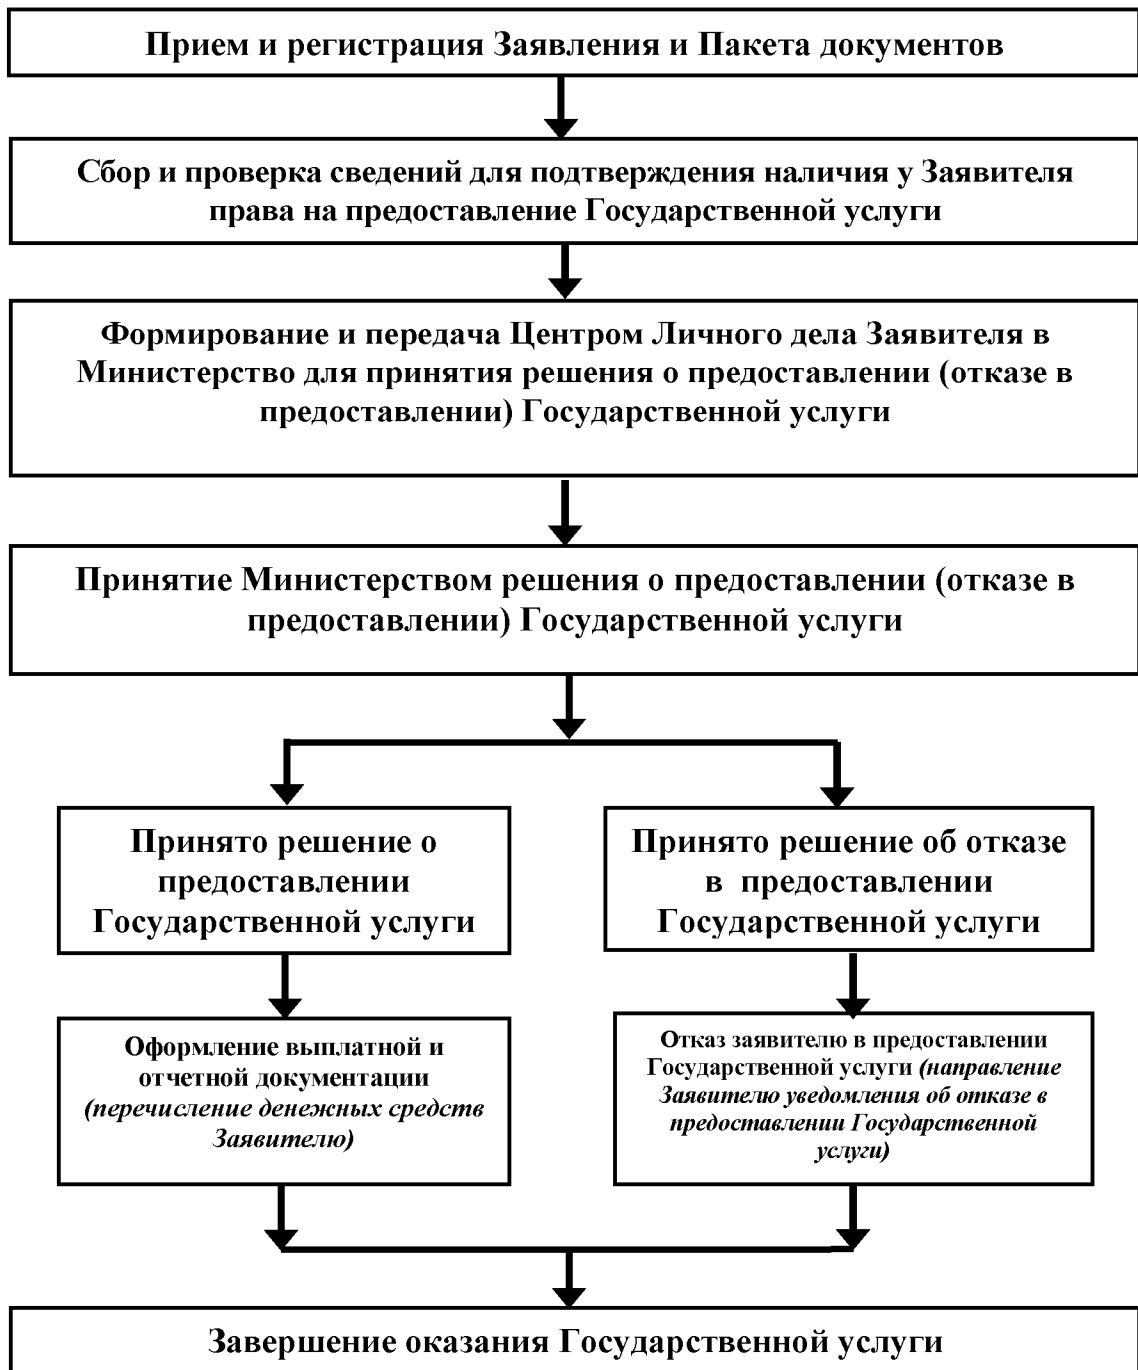 Прием и регистрация Заявления и Пакета документов
Сбор и проверка сведений для подтверждения наличия у Заявителя
права на предоставление Государственной услуги
Формирование и передача Центром Личного дела Заявителя в
Министерство для принятия решения о предоставлении (отказе в
предоставлении) Государственной услуги
Принятие Министерством решения о предоставлении (отказе в
предоставлении) Государственной услуги
Принято решение о
предоставлении
Государственной услуги
Принято решение об отказе
в предоставлении
Государственной услуги
Оформление выплатной и
отчетной документации
(перечисление денежных средств
Заявителю)
Отказ заявителю в предоставлении
Государственной услуги (направление
Заявителю уведомления об отказе в
предоставлении Государственной
услуги)
Завершение оказания Государственной услуги